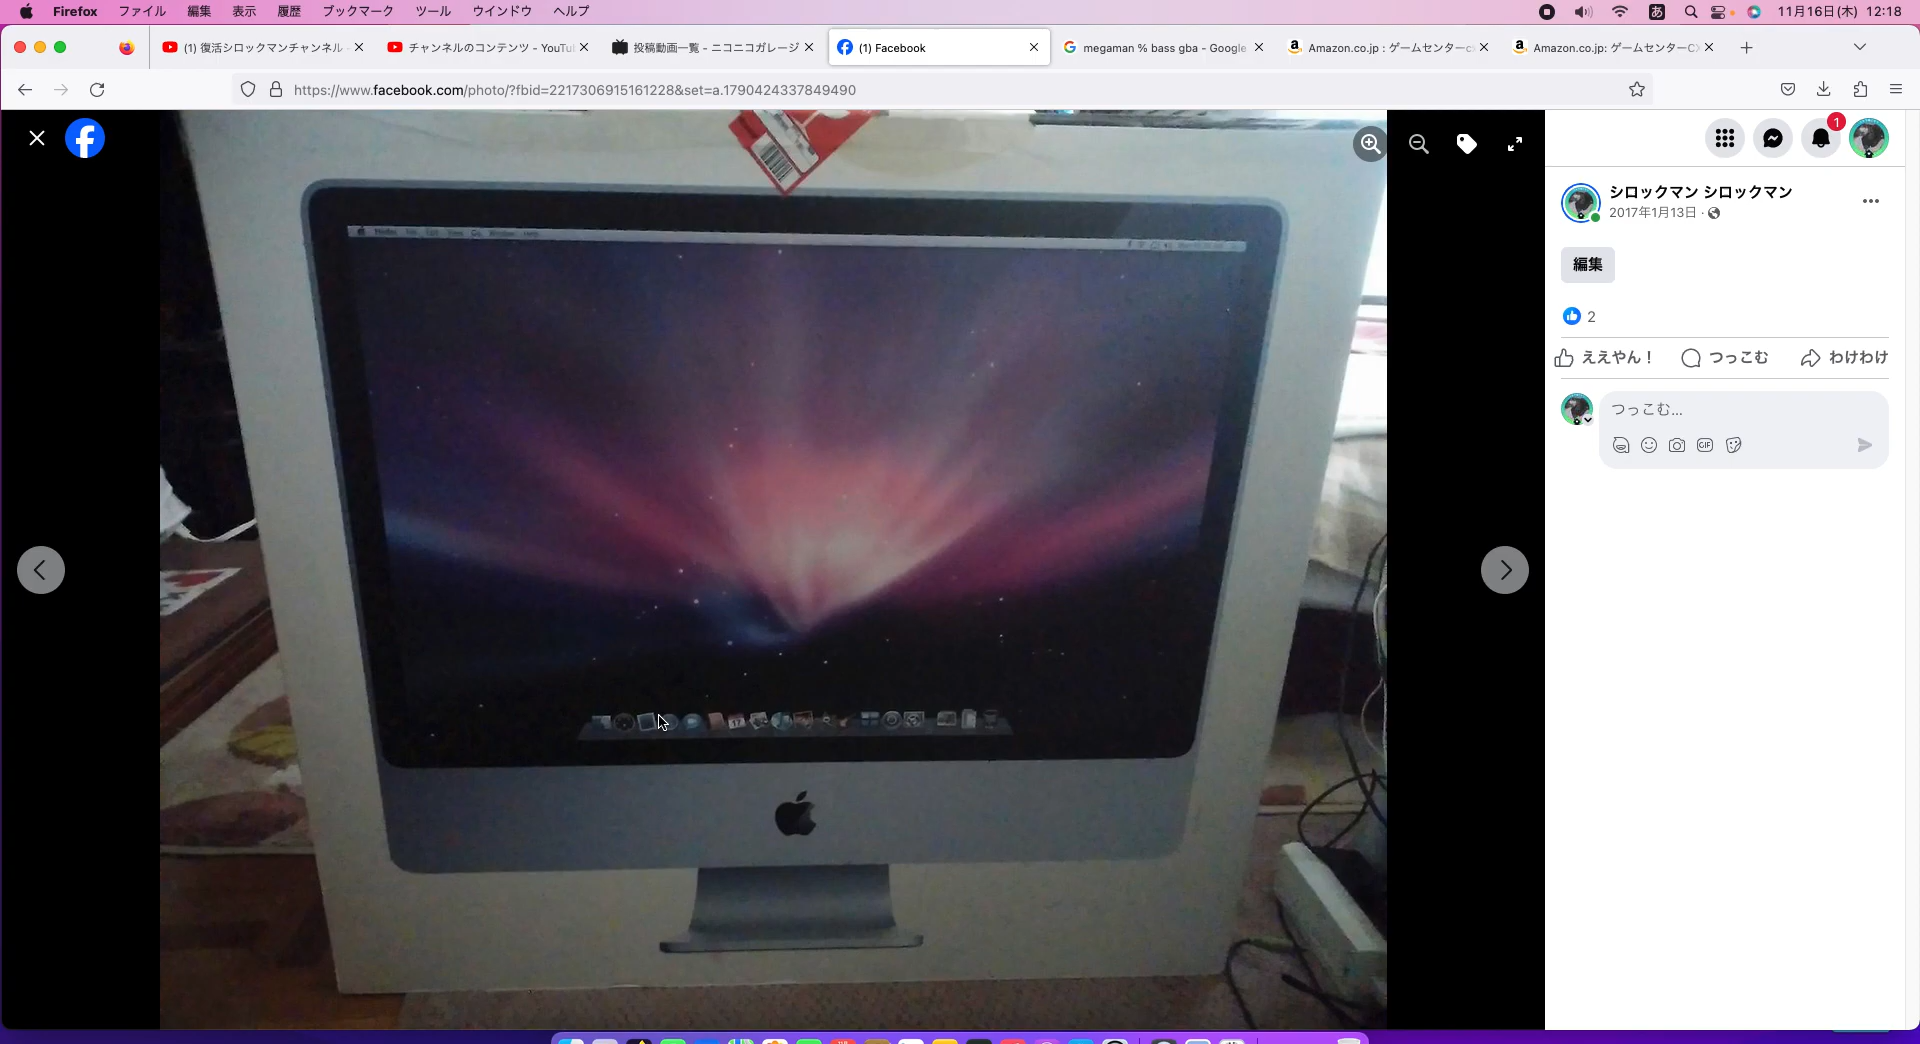 Firefox ファイル 編集 表示 履歴 ブックマーク ツール ウインドウ ヘルプ あ 11月16日(木) 12:18
(1) 復活シロックマンチャンネル
チャンネルのコンテンツ - YouTu
投稿動画一覧 - ニコニコガレージ
(1) Facebook
megaman % bass gba - Google
Amazon.co.jp : ゲームセンターc
Amazon.co.jp: ゲームセンターC
https://www.facebook.com/photo/?fbid=2217306915161228&set=a.1790424337849490
1
シロックマン シロックマン
2017年1月13日 ·
編集
2
ええやん！ つっこむ わけわけ
つっこむ...
GIF
17